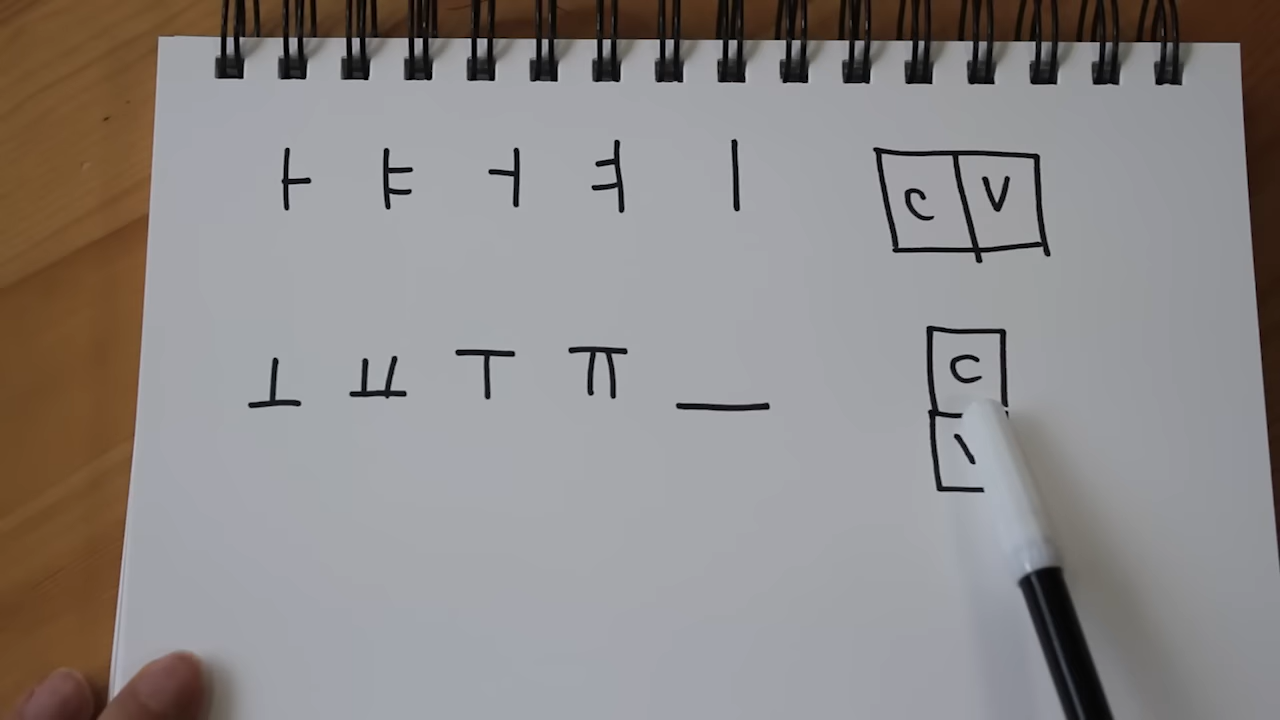 ㅏ ㅑ ㅓ ㅕ ㅣ C V
ㅗ ㅛ ㅜ ㅠ ㅡ C